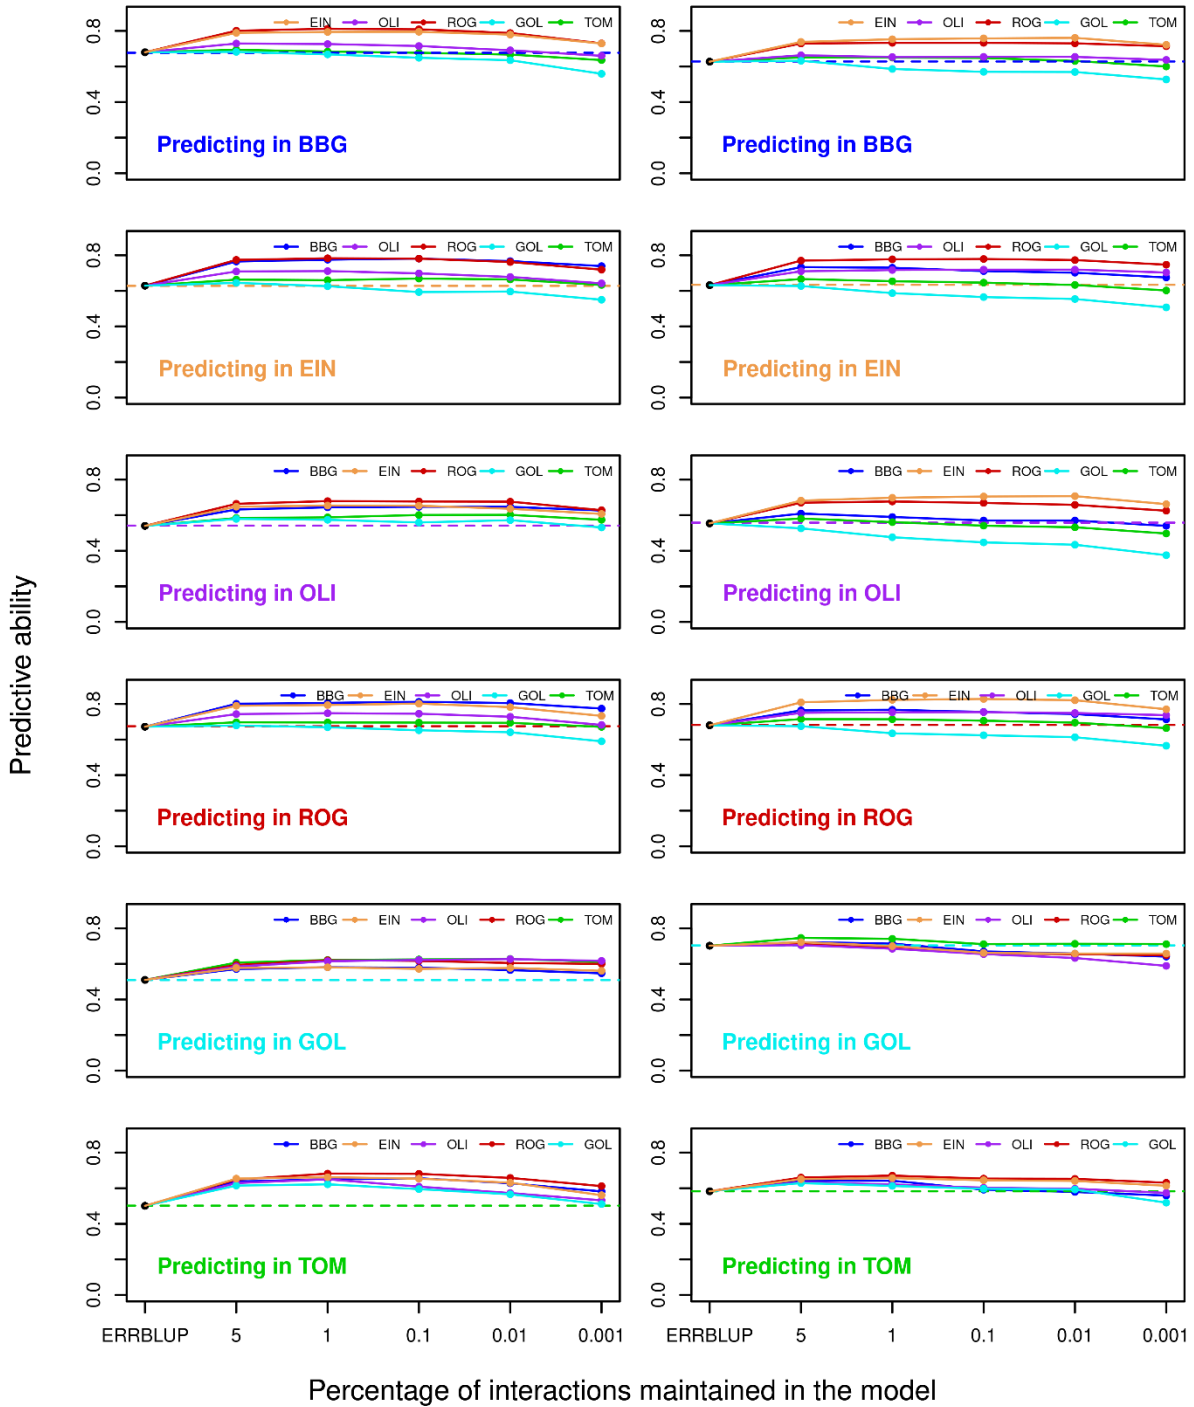 Predictive ability
EIN OLI ROG GOL TOM
0.8
0.4
0.0
Predicting in BBG
EIN OLI ROG GOL TOM
0.8
0.4
0.0
Predicting in BBG
BBG OLI ROG GOL TOM
0.8
0.4
0.0
Predicting in EIN
BBG OLI ROG GOL TOM
0.8
0.4
0.0
Predicting in EIN
BBG EIN ROG GOL TOM
0.8
0.4
0.0
Predicting in OLI
BBG EIN ROG GOL TOM
0.8
0.4
0.0
Predicting in OLI
BBG EIN OLI GOL TOM
0.8
0.4
0.0
Predicting in ROG
BBG EIN OLI GOL TOM
0.8
0.4
0.0
Predicting in ROG
BBG EIN OLI ROG TOM
0.8
0.4
0.0
Predicting in GOL
BBG EIN OLI ROG TOM
0.8
0.4
0.0
Predicting in GOL
BBG EIN OLI ROG GOL
0.8
0.4
0.0
Predicting in TOM
BBG EIN OLI ROG GOL
0.8
0.4
0.0
Predicting in TOM
ERRBLUP 5 1 0.1 0.01 0.001
ERRBLUP 5 1 0.1 0.01 0.001
Percentage of interactions maintained in the model